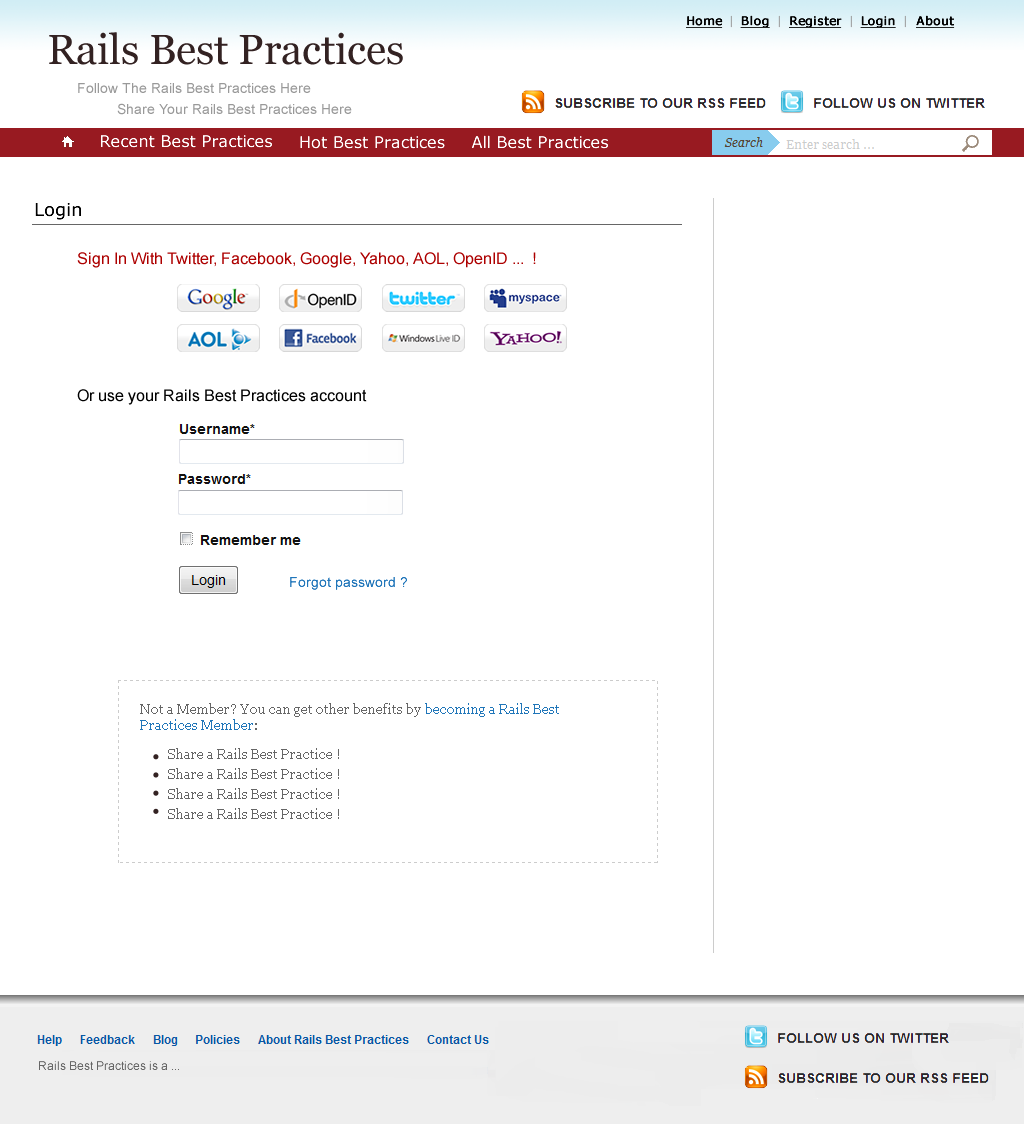 Home | Blog | Register | Login | About
Rails Best Practices
Follow The Rails Best Practices Here
Share Your Rails Best Practices Here
SUBSCRIBE TO OUR RSS FEED FOLLOW US ON TWITTER
Recent Best Practices Hot Best Practices All Best Practices Search Enter search ...
Login
Sign In With Twitter, Facebook, Google, Yahoo, AOL, OpenID ... !
Google OpenID twitter myspace
AOL Facebook Windows Live ID YAHOO!
Or use your Rails Best Practices account
Username*
Password*
Remember me
Login Forgot password ?
Not a Member? You can get other benefits by becoming a Rails Best
Practices Member:
• Share a Rails Best Practice !
• Share a Rails Best Practice !
• Share a Rails Best Practice !
• Share a Rails Best Practice !
Help Feedback Blog Policies About Rails Best Practices Contact Us
Rails Best Practices is a ...
FOLLOW US ON TWITTER
SUBSCRIBE TO OUR RSS FEED